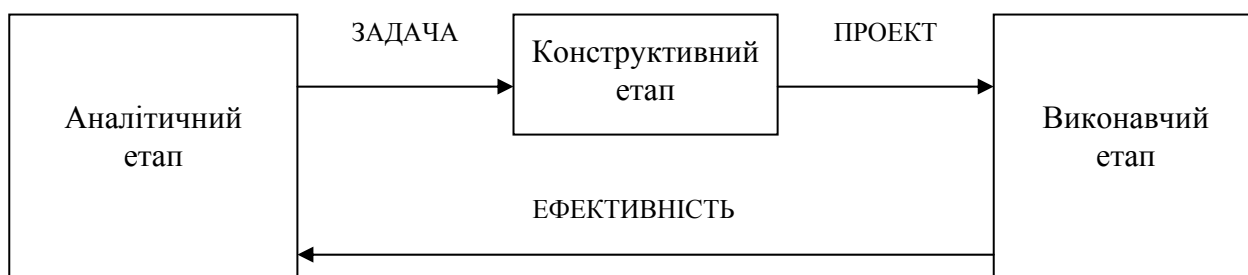 ЗАДАЧА
ПРОЕКТ
Аналітичний
етап
Конструктивний
етап
Виконавчий
етап
ЕФЕКТИВНІСТЬ